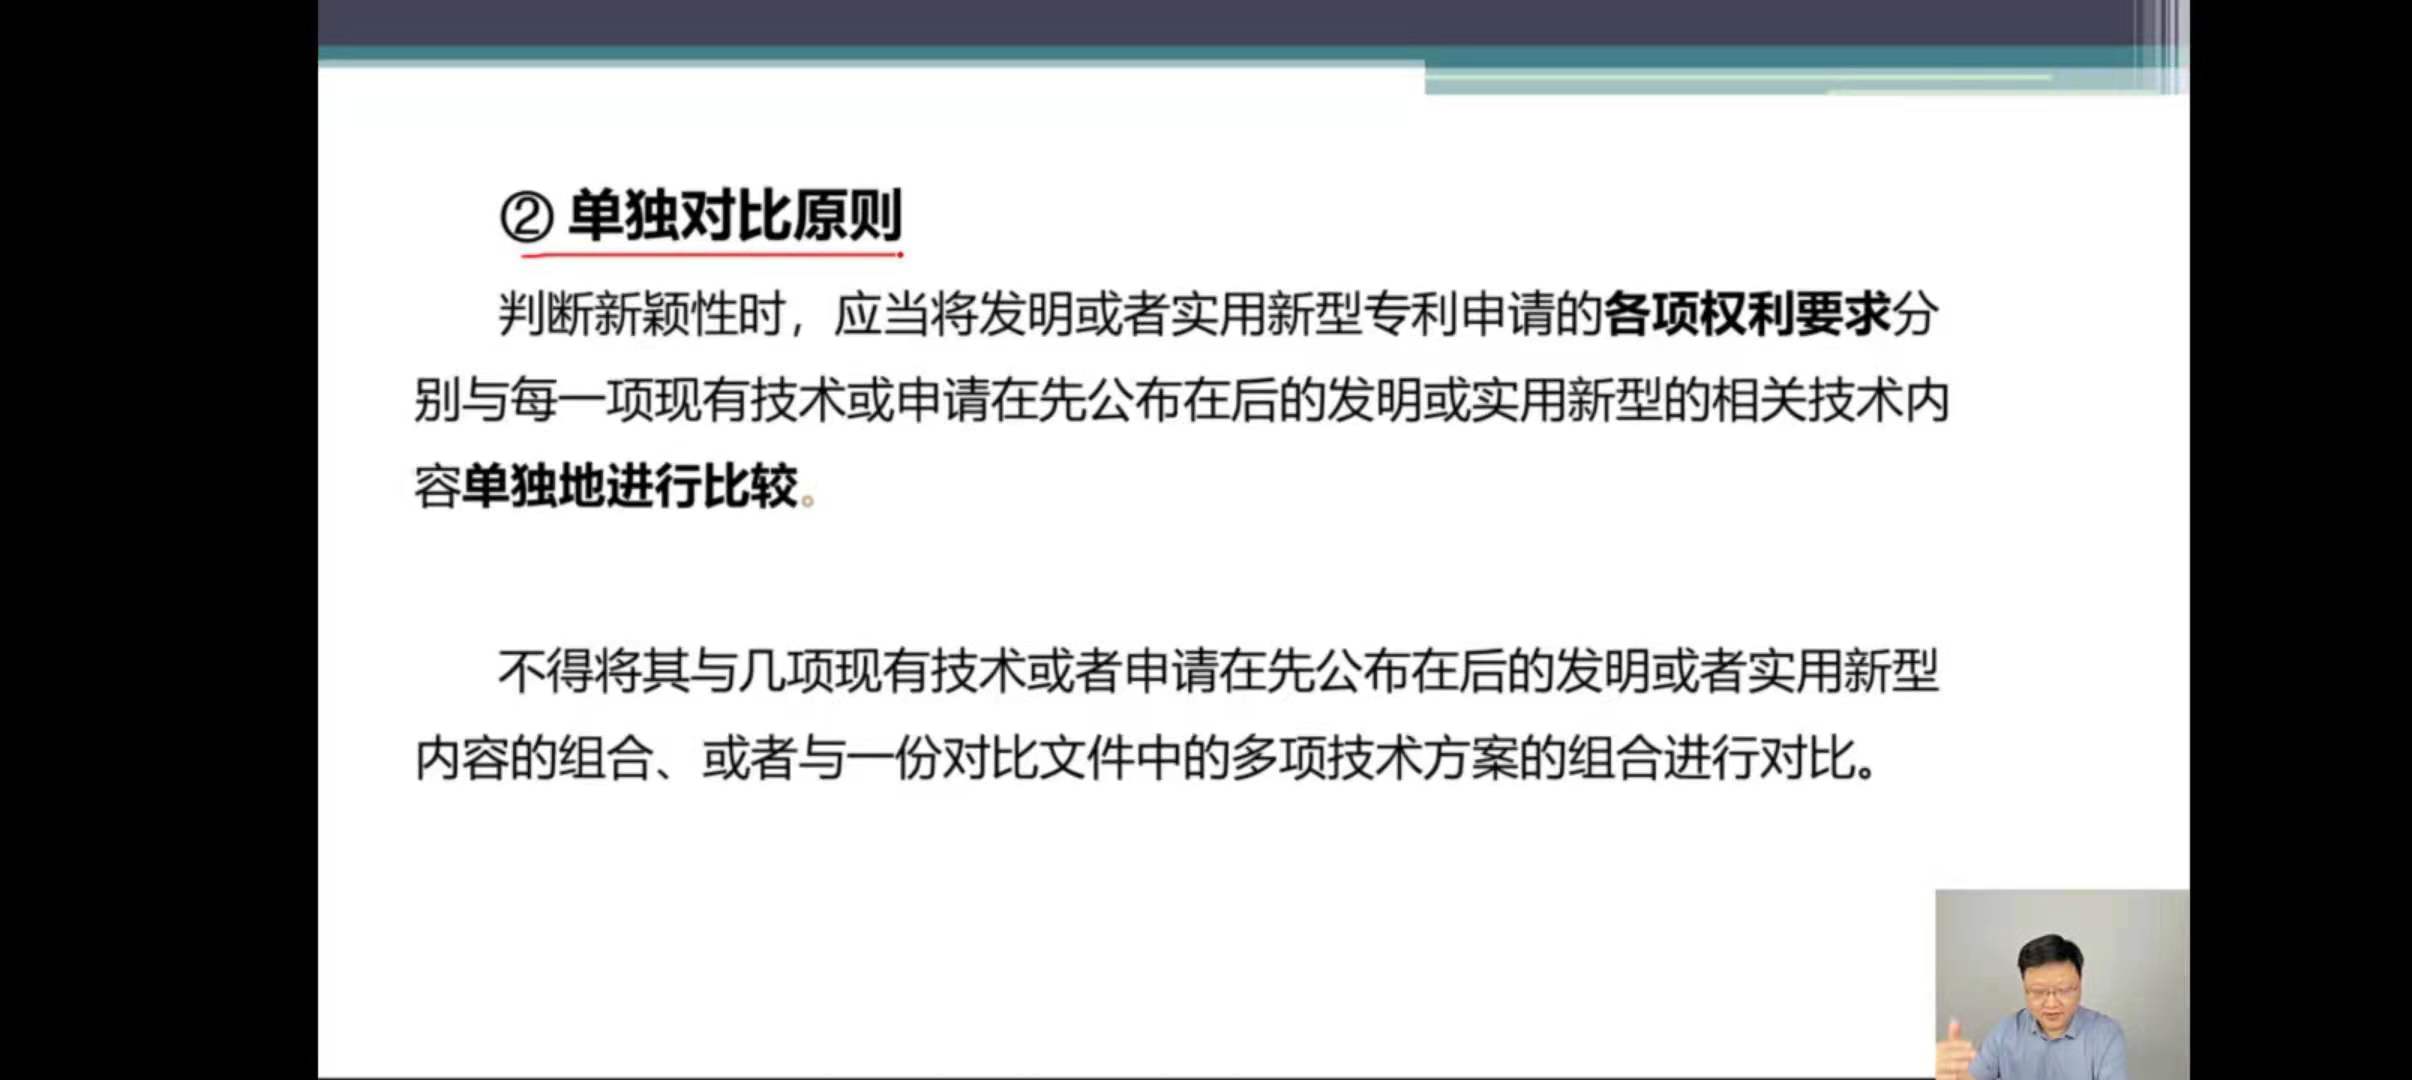 ② 单独对比原则
判断新颖性时，应当将发明或者实用新型专利申请的各项权利要求分
别与每一项现有技术或申请在先公布在后的发明或实用新型的相关技术内
容单独地进行比较。
不得将其与几项现有技术或者申请在先公布在后的发明或者实用新型
内容的组合、或者与一份对比文件中的多项技术方案的组合进行对比。